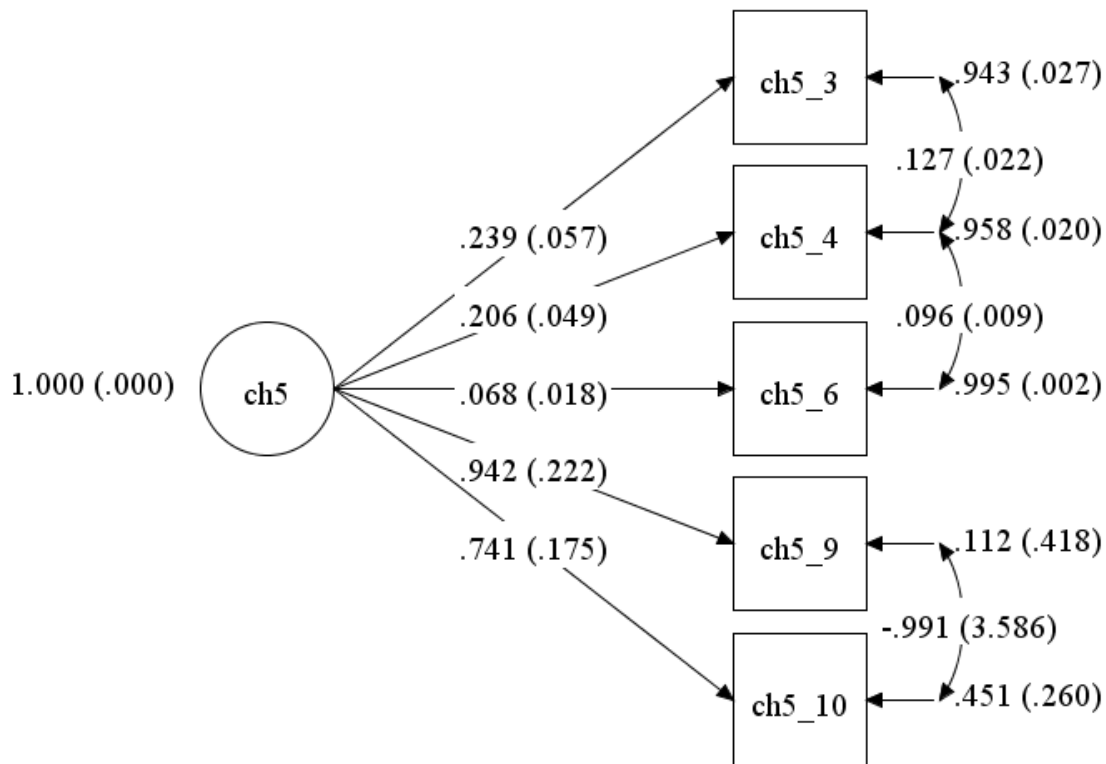 ch5_3
.943 (.027)
.127 (.022)
.239 (.057)
ch5_4
.958 (.020)
.206 (.049)
.096 (.009)
1.000 (.000)
ch5
.068 (.018)
ch5_6
.995 (.002)
.942 (.222)
.741 (.175)
ch5_9
.112 (.418)
-.991 (3.586)
ch5_10
.451 (.260)